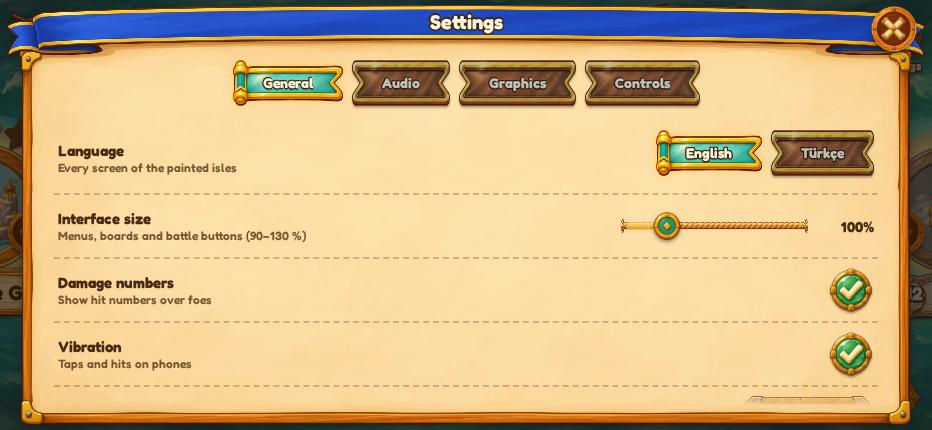 Settings
General
Audio
Graphics
Controls
Language
Every screen of the painted isles
English
Türkçe
Interface size
Menus, boards and battle buttons (90–130 %)
100%
Damage numbers
Show hit numbers over foes
Vibration
Taps and hits on phones